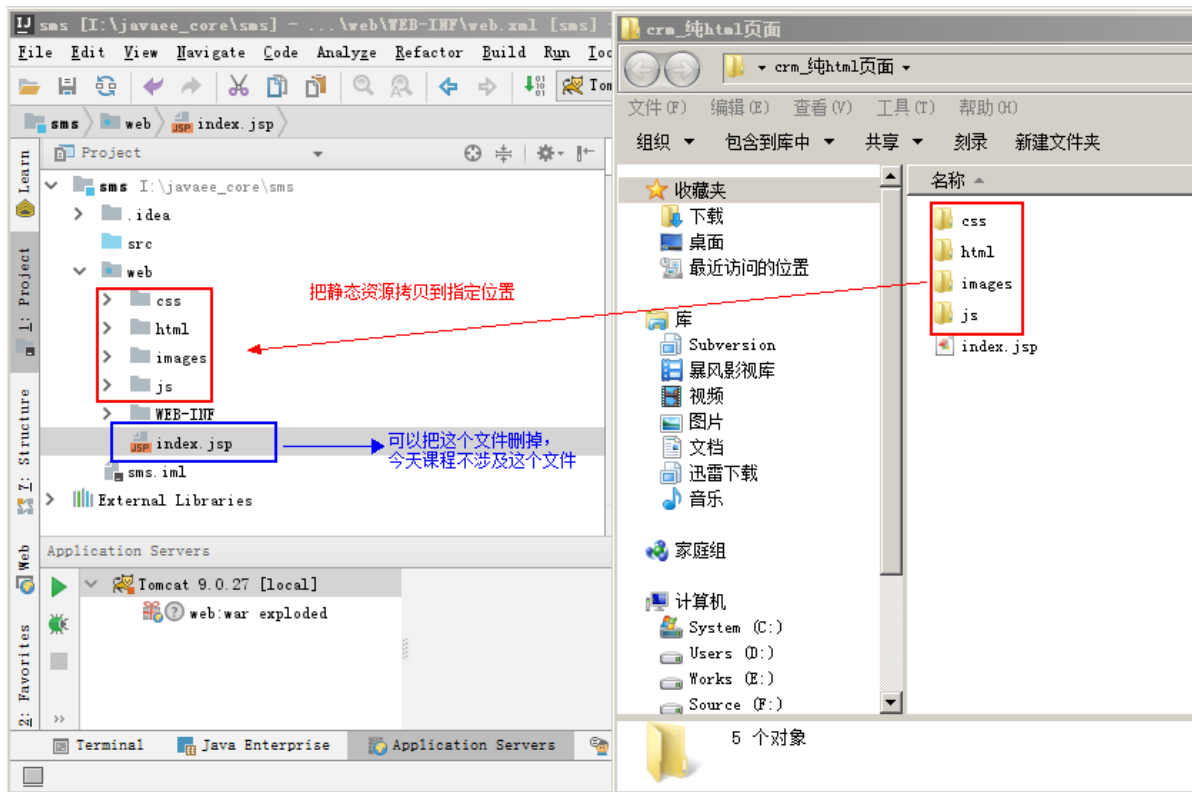 sms [I:\javaee_core\sms] - ...\web\WEB-INF\web.xml [sms] -
File Edit View Navigate Code Analyze Refactor Build Run Too
Tom
sms web index.jsp
Project
sms I:\javaee_core\sms
.idea
src
web
css
html
images
js
WEB-INF
index.jsp
sms.iml
External Libraries
把静态资源拷贝到指定位置
可以把这个文件删掉,
今天课程不涉及这个文件
Learn
1: Project
7: Structure
Web
2: Favorites
Application Servers
Tomcat 9.0.27 [local]
web:war exploded
Terminal Java Enterprise Application Servers
crm_纯html页面
crm_纯html页面
文件(F) 编辑(E) 查看(V) 工具(T) 帮助(H)
组织 包含到库中 共享 刻录 新建文件夹
收藏夹
下载
桌面
最近访问的位置
库
Subversion
暴风影视库
视频
图片
文档
迅雷下载
音乐
家庭组
计算机
System (C:)
Users (D:)
Works (E:)
Source (F:)
名称
css
html
images
js
index.jsp
5 个对象